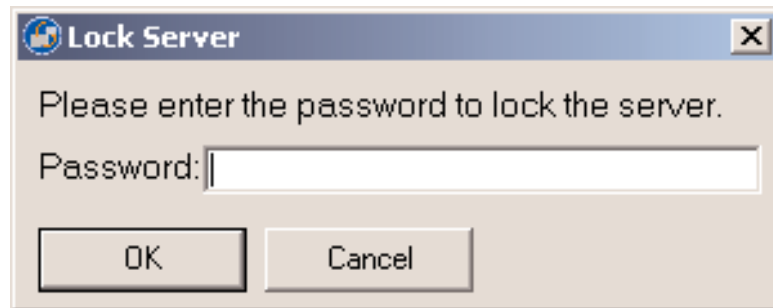 Lock Server
Please enter the password to lock the server.
Password:
OK Cancel